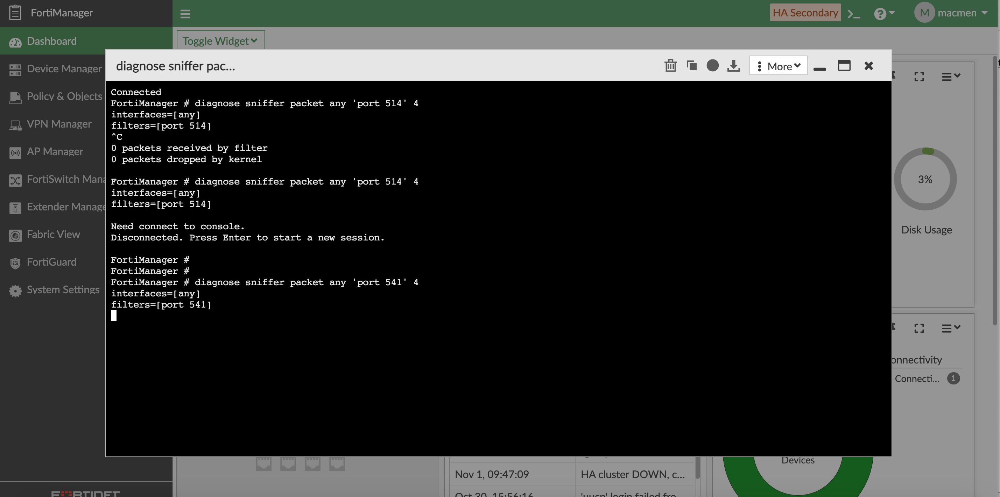 FortiManager
HA Secondary
M
macmen
Dashboard
Toggle Widget
Device Manager
Policy & Objects
VPN Manager
AP Manager
FortiSwitch Mana
Extender Manage
Fabric View
FortiGuard
System Settings
diagnose sniffer pac...
More
Connected
FortiManager # diagnose sniffer packet any 'port 514' 4
interfaces=[any]
filters=[port 514]
^C
0 packets received by filter
0 packets dropped by kernel
FortiManager # diagnose sniffer packet any 'port 514' 4
interfaces=[any]
filters=[port 514]
Need connect to console.
Disconnected. Press Enter to start a new session.
FortiManager #
FortiManager #
FortiManager # diagnose sniffer packet any 'port 541' 4
interfaces=[any]
filters=[port 541]
3%
Disk Usage
onnectivity
Connecti... 1
Devices
Nov 1, 09:47:09 HA cluster DOWN, c...
Oct 30, 15:56:16 'uucp' login failed fro
FORTINET